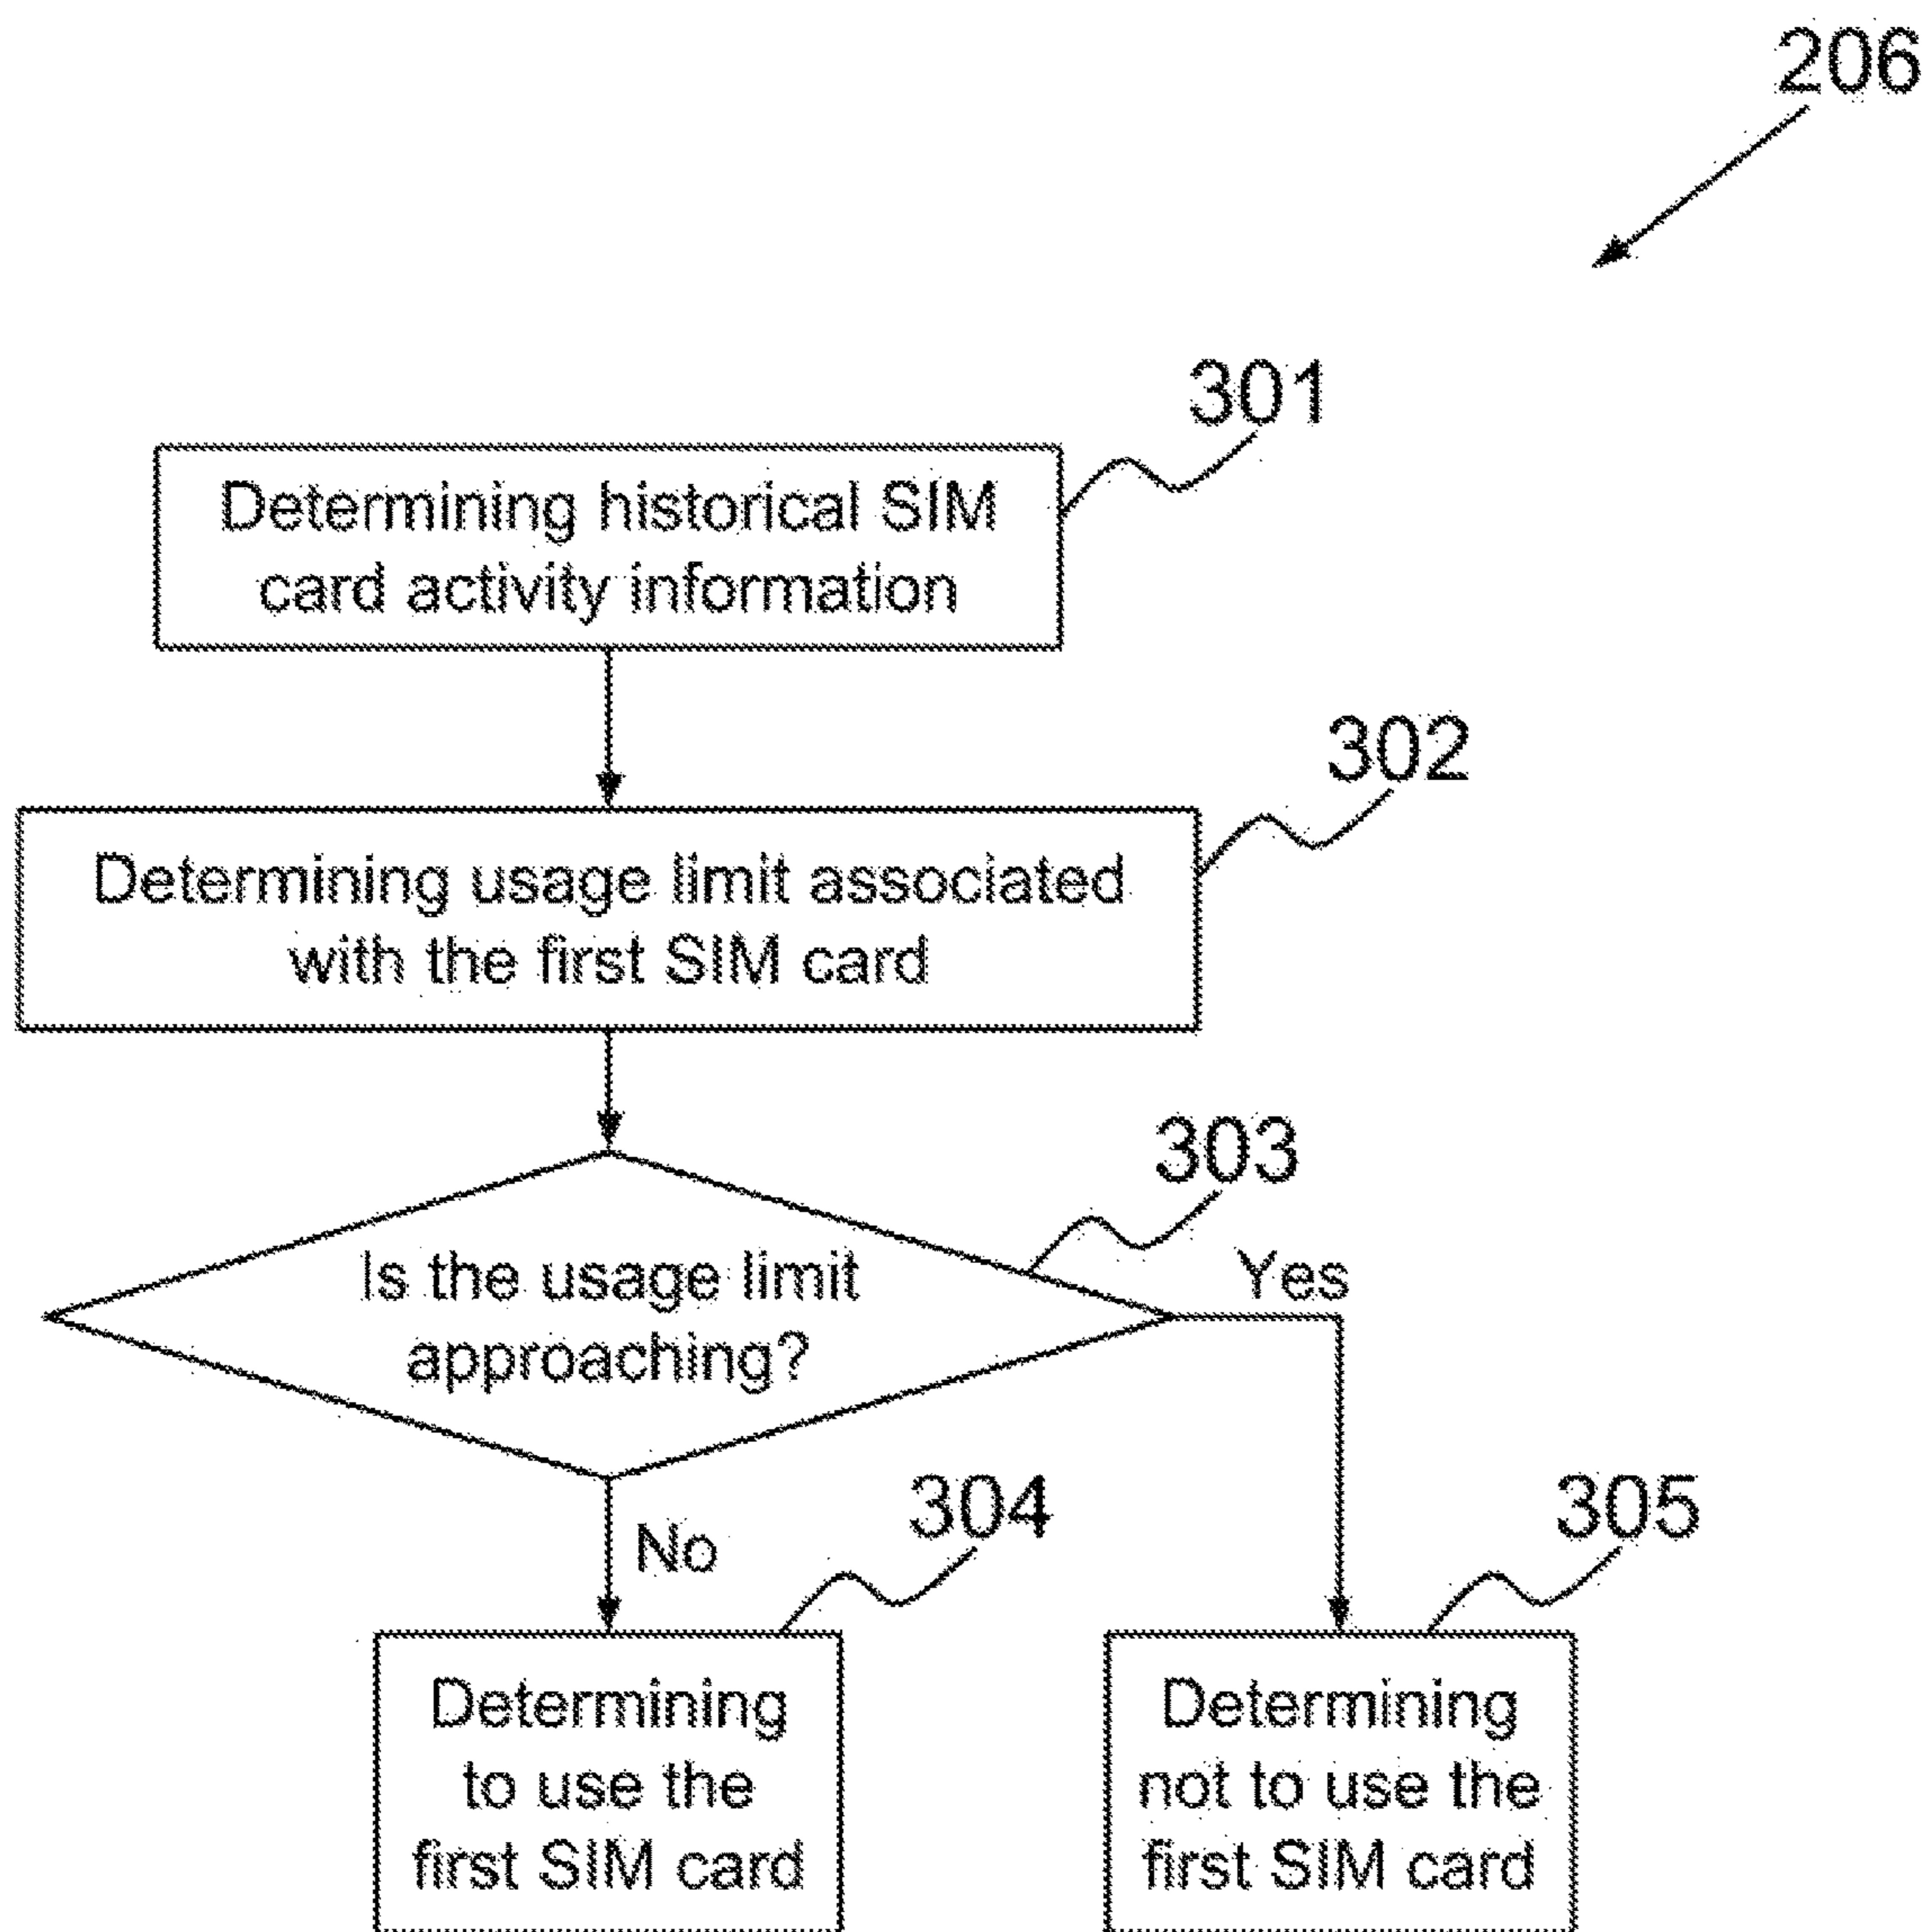 206
301
Determining historical SIM
card activity information
302
Determining usage limit associated
with the first SIM card
303
Is the usage limit
approaching?
Yes
No
304
305
Determining
to use the
first SIM card
Determining
not to use the
first SIM card